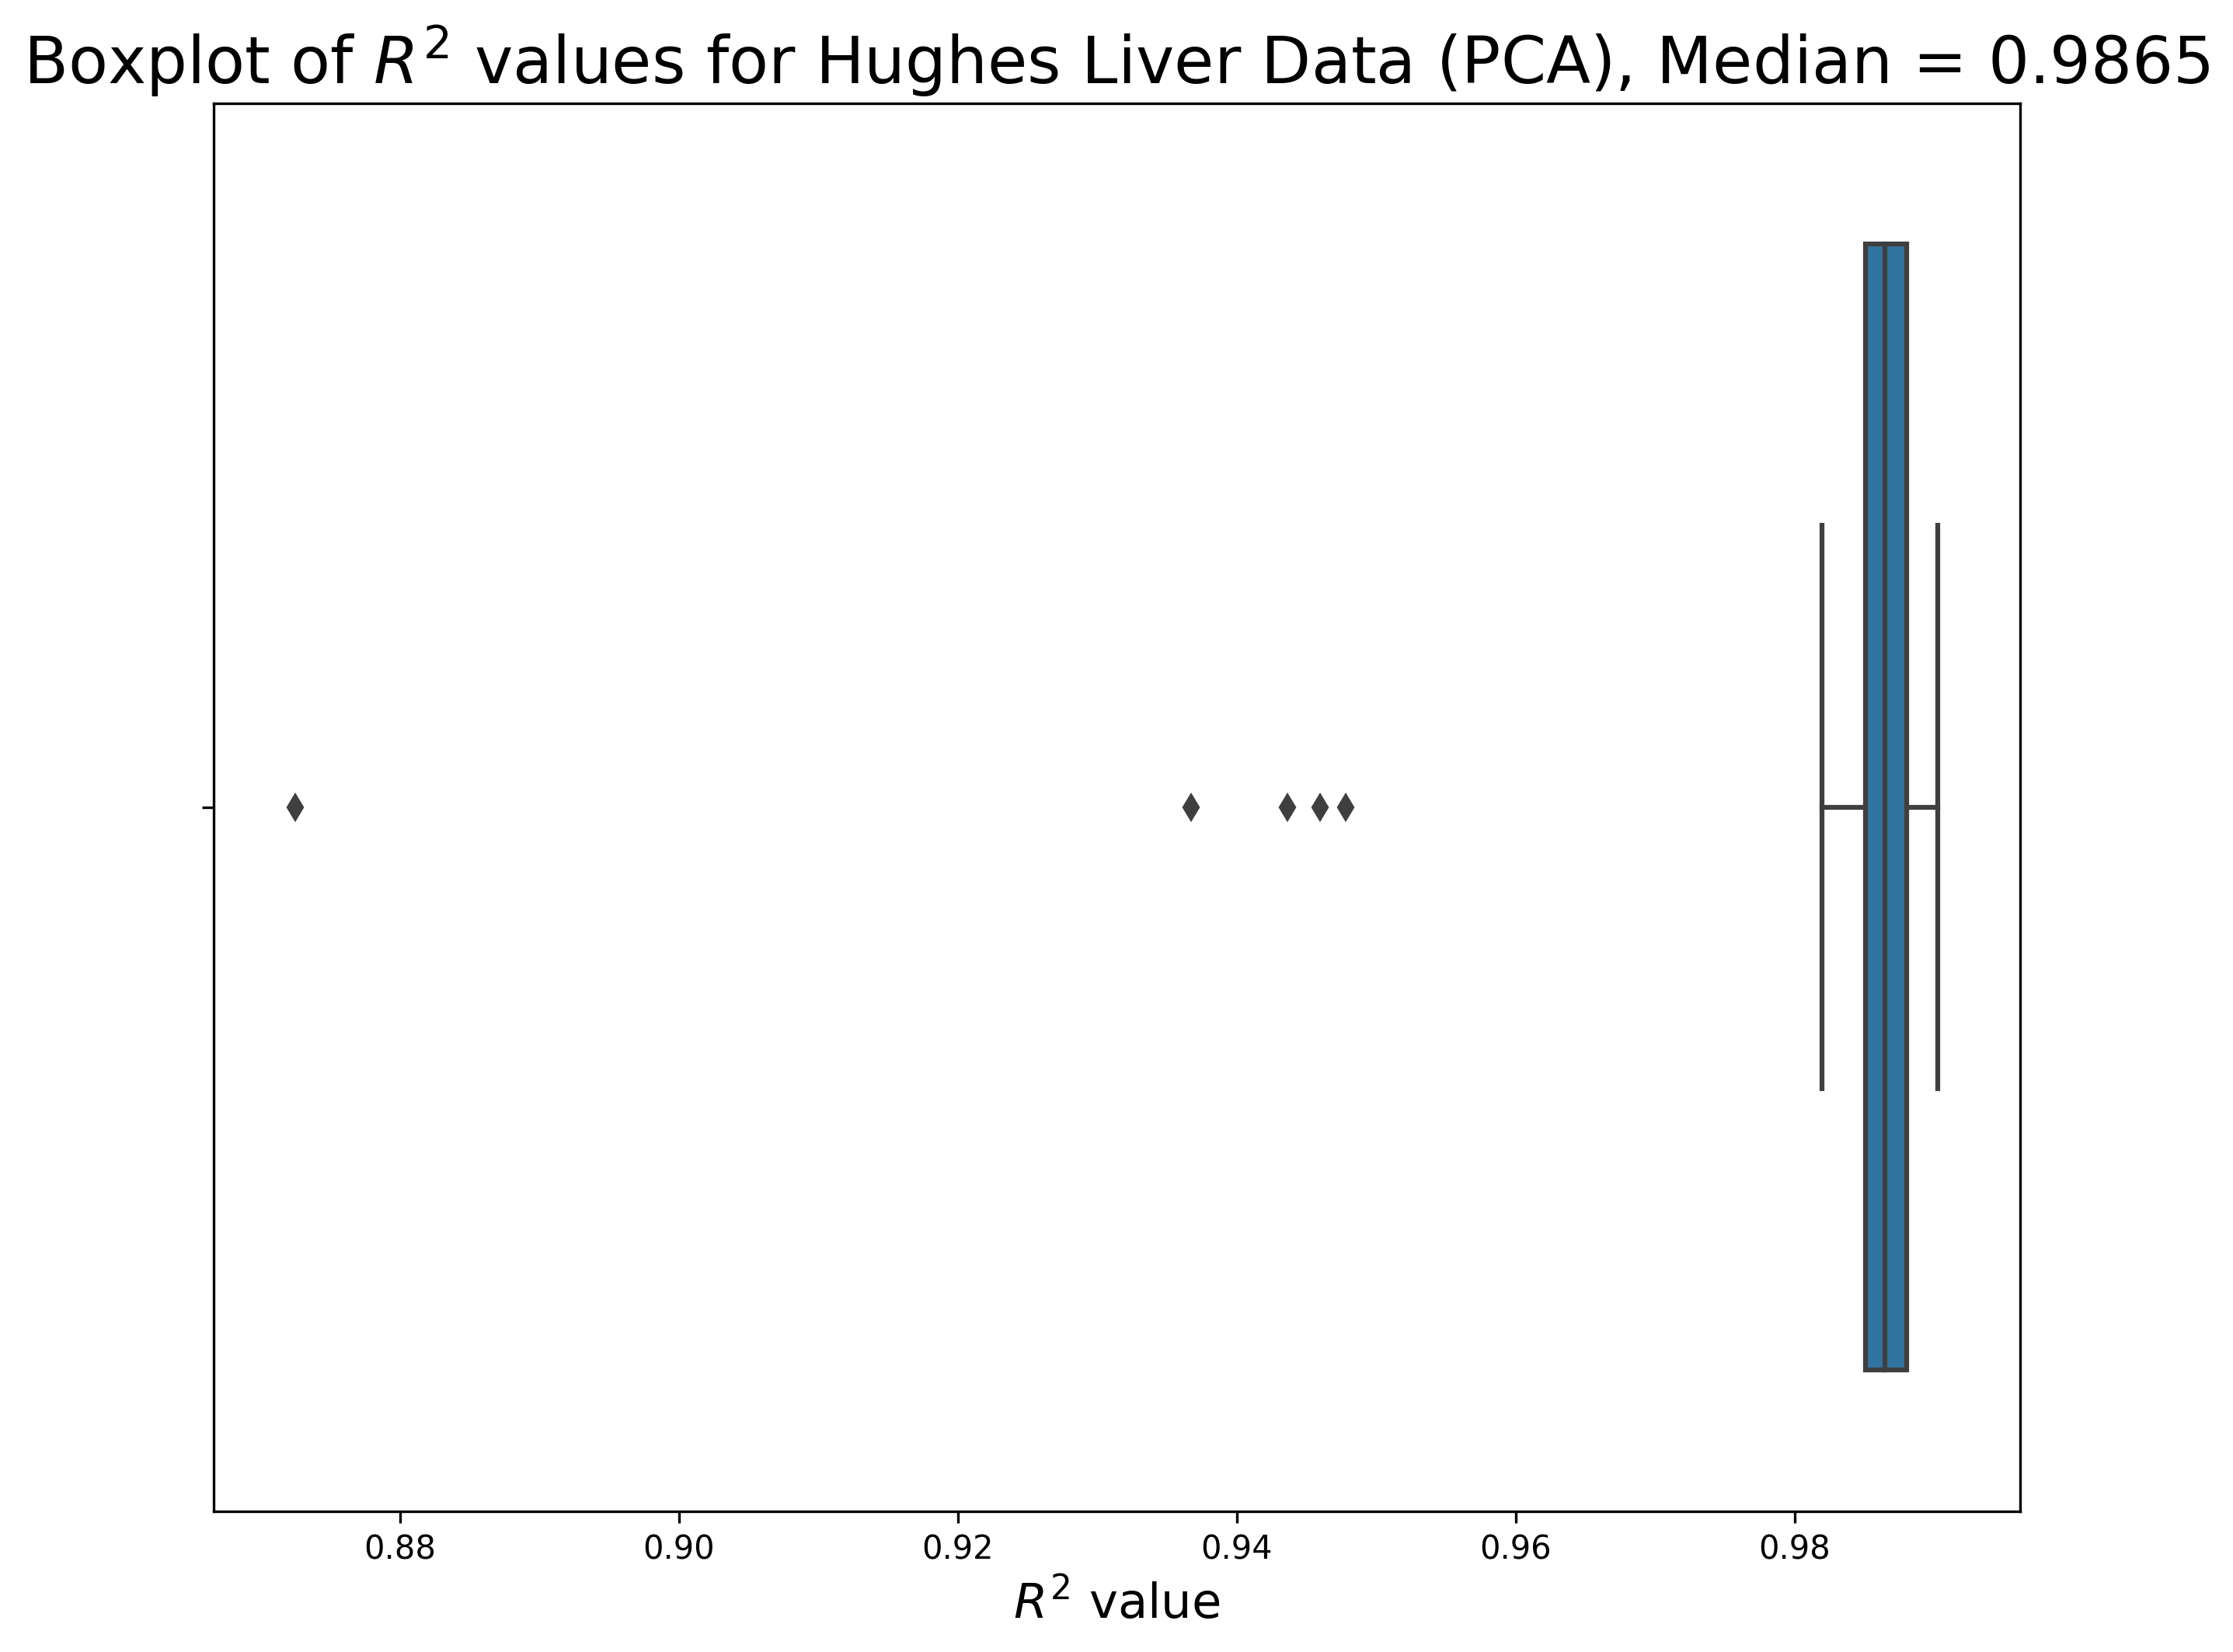 Boxplot of R² values for Hughes Liver Data (PCA), Median = 0.9865
0.88 0.90 0.92 0.94 0.96 0.98
R² value